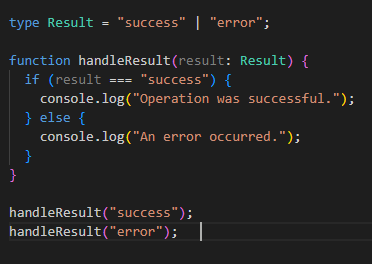 type Result = "success" | "error";

function handleResult(result: Result) {
  if (result === "success") {
    console.log("Operation was successful.");
  } else {
    console.log("An error occurred.");
  }
}

handleResult("success");
handleResult("error");